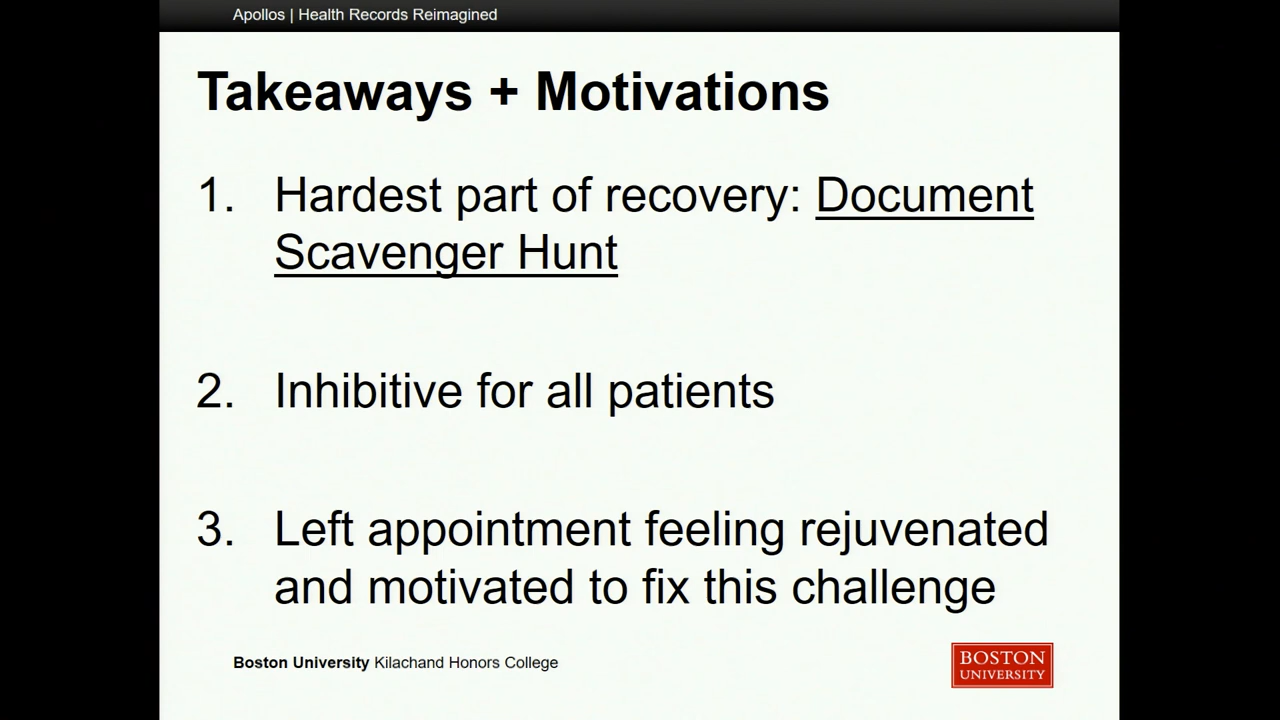 Apollos | Health Records Reimagined
Takeaways + Motivations
1. Hardest part of recovery: Document
Scavenger Hunt
2. Inhibitive for all patients
3. Left appointment feeling rejuvenated
and motivated to fix this challenge
Boston University Kilachand Honors College
BOSTON
UNIVERSITY